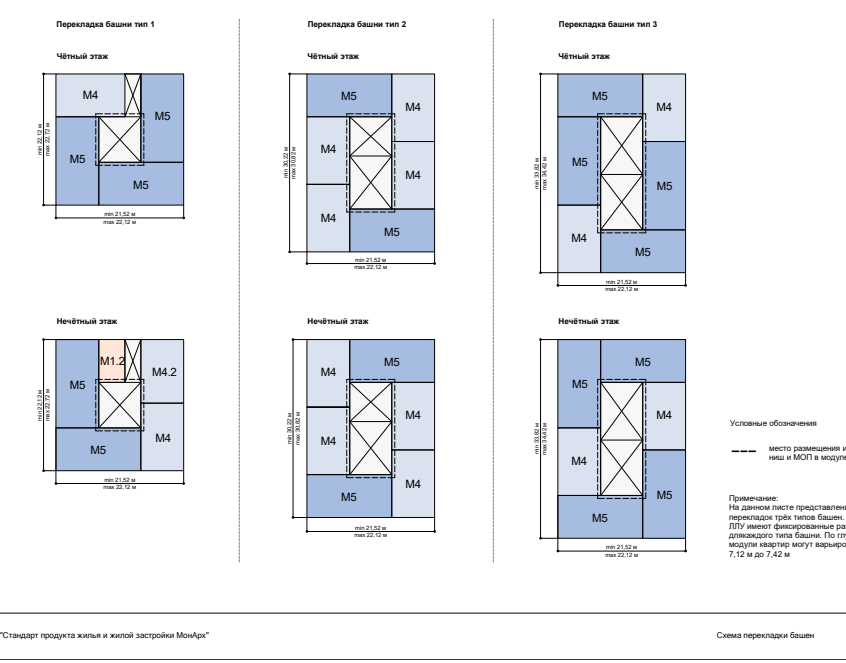 Перекладка башни тип 1
Перекладка башни тип 2
Перекладка башни тип 3
Чётный этаж
Чётный этаж
Чётный этаж
M4
M5
M5
M5
min 22,12 м
max 22,72 м
min 21,52 м
max 22,12 м
M5
M4
M4
M4
M4
M5
min 30,22 м
max 30,82 м
min 21,52 м
max 22,12 м
M5
M4
M5
M5
M4
M5
min 33,82 м
max 34,42 м
min 21,52 м
max 22,12 м
Нечётный этаж
Нечётный этаж
Нечётный этаж
M5
M1.2
M4.2
M4
M5
min 22,12 м
max 22,72 м
min 21,52 м
max 22,12 м
M4
M5
M4
M4
M5
M4
min 30,22 м
max 30,82 м
min 21,52 м
max 22,12 м
M5
M5
M4
M4
M5
M5
min 33,82 м
max 34,42 м
min 21,52 м
max 22,12 м
Условные обозначения
место размещения и
ниш и МОП в модуле
Примечание:
На данном листе представлен
перекладок трёх типов башен.
ЛЛУ имеют фиксированные ра
длякаждого типа башни. По глу
модули квартир могут варьиро
7,12 м до 7,42 м
"Стандарт продукта жилья и жилой застройки МонАрх"
Схема перекладки башен